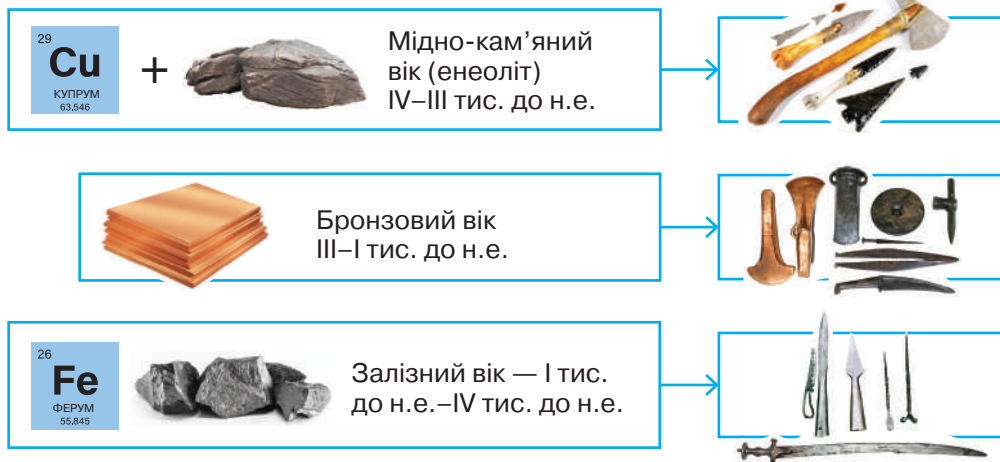 29
Cu
КУПРУМ
63,546
+
Мідно-кам’яний
вік (енеоліт)
IV–III тис. до н.е.
Бронзовий вік
III–I тис. до н.е.
26
Fe
ФЕРУМ
55,845
Залізний вік — I тис.
до н.е.–IV тис. до н.е.